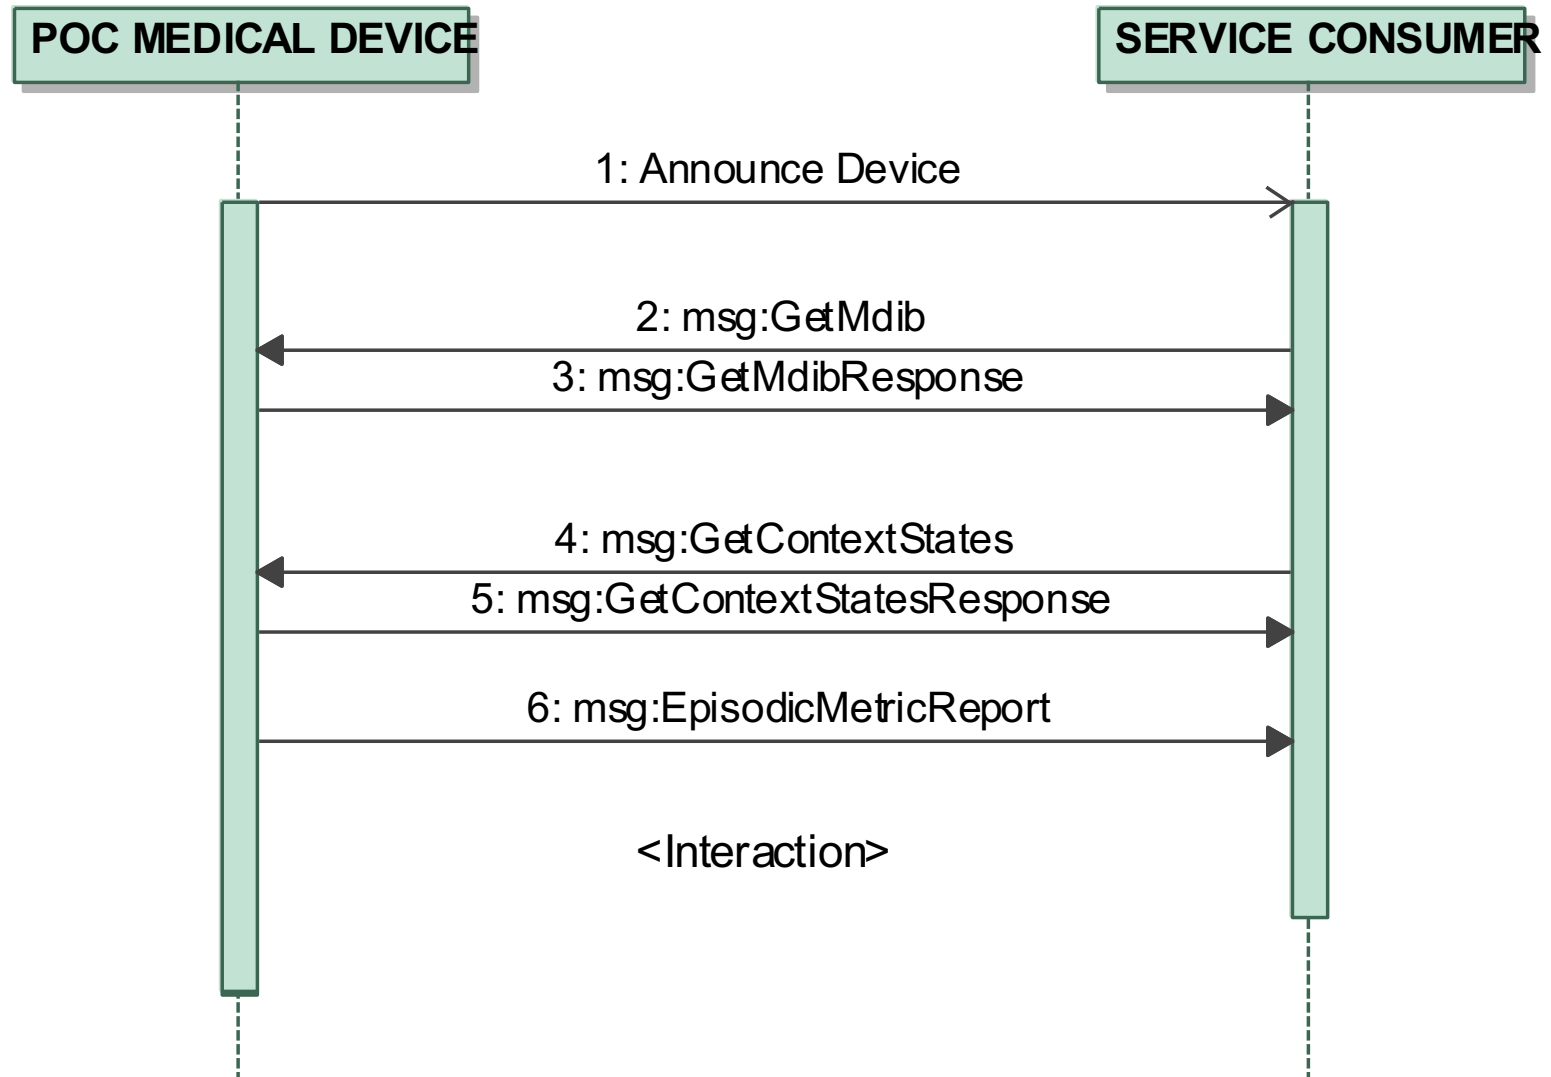 POC MEDICAL DEVICE
SERVICE CONSUMER
1: Announce Device
2: msg:GetMdib
3: msg:GetMdibResponse
4: msg:GetContextStates
5: msg:GetContextStatesResponse
6: msg:EpisodicMetricReport
<Interaction>